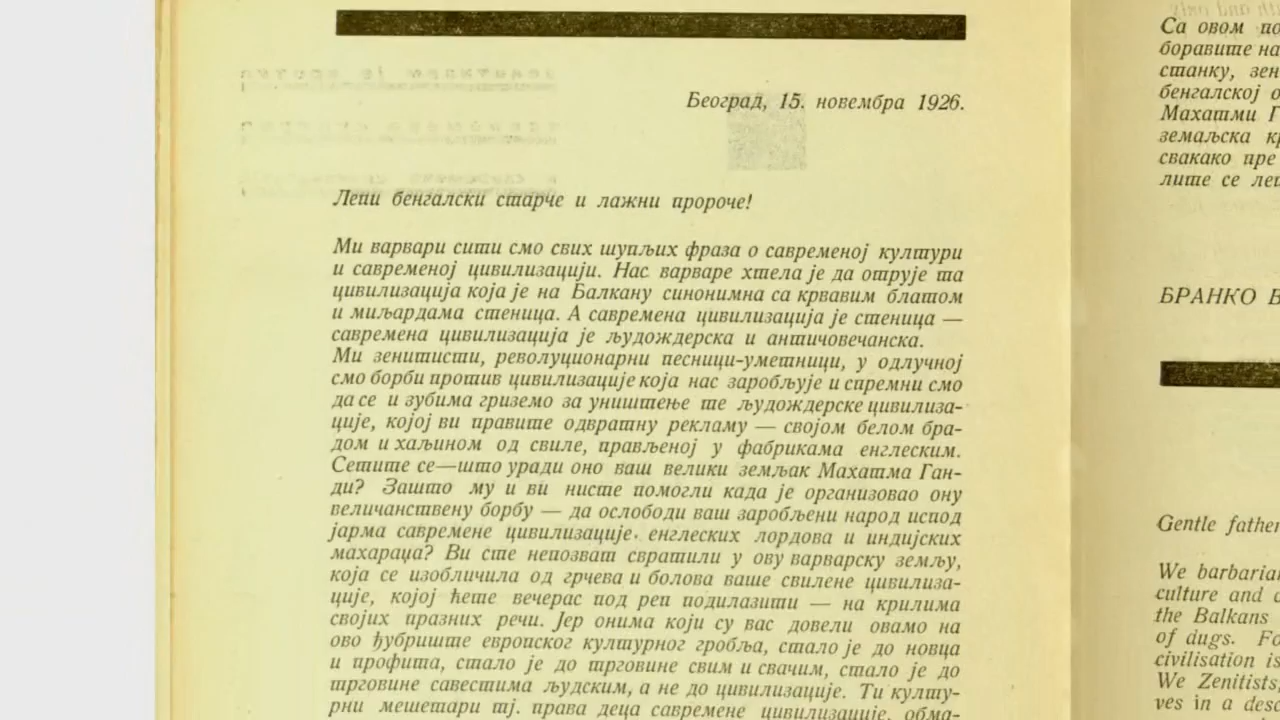 Београд, 15. новембра 1926.
Лепи бенгалски старче и лажни пророче!
Ми варвари сити смо свих шупљих фраза о савременој култури
и савременој цивилизацији. Нас варваре хтела је да отрује та
цивилизација која је на Балкану синонимна са крвавим блатом
и миљардама стеница. А савремена цивилизација је стеница —
савремена цивилизација је људождерска и античовечанска.
Ми зенитисти, револуционарни песници-уметници, у одлучној
смо борби против цивилизације која нас заробљује и спремни смо
да се и зубима гриземо за уништење те људождерске цивилиза-
ције, којој ви правите одвратну рекламу — својом белом бра-
дом и хаљином од свиле, прављеној у фабрикама енглеским.
Сетите се—што уради оно ваш велики земљак Махатма Ган-
ди? Зашто му и ви нисте помогли када је организовао ону
величанствену борбу — да ослободи ваш заробљени народ испод
јарма савремене цивилизације. енглеских лордова и индијских
махараџа? Ви сте непозват свратили у ову варварску земљу,
која се изобличила од грчева и болова ваше свилене цивилиза-
ције, којој ћете вечерас под реп подилазити — на крилима
својих празних речи. Јер онима који су вас довели овамо на
ово ђубриште европског културног гробља, стало је до новца
и профита, стало је до трговине свим и свачим, стало је до
трговине савестима људским, а не до цивилизације. Ти култу-
рни мешетари тј. права деца савремене цивилизације, обма-
Са овом
боравите на
станку,
бенгалској
Махатми
земаљска
свакако пре
лите се
БРАНКО
Gentle father
We barbarian
culture and
the Balkans
of dugs.
civilisation is
We Zenitists,
ves in a